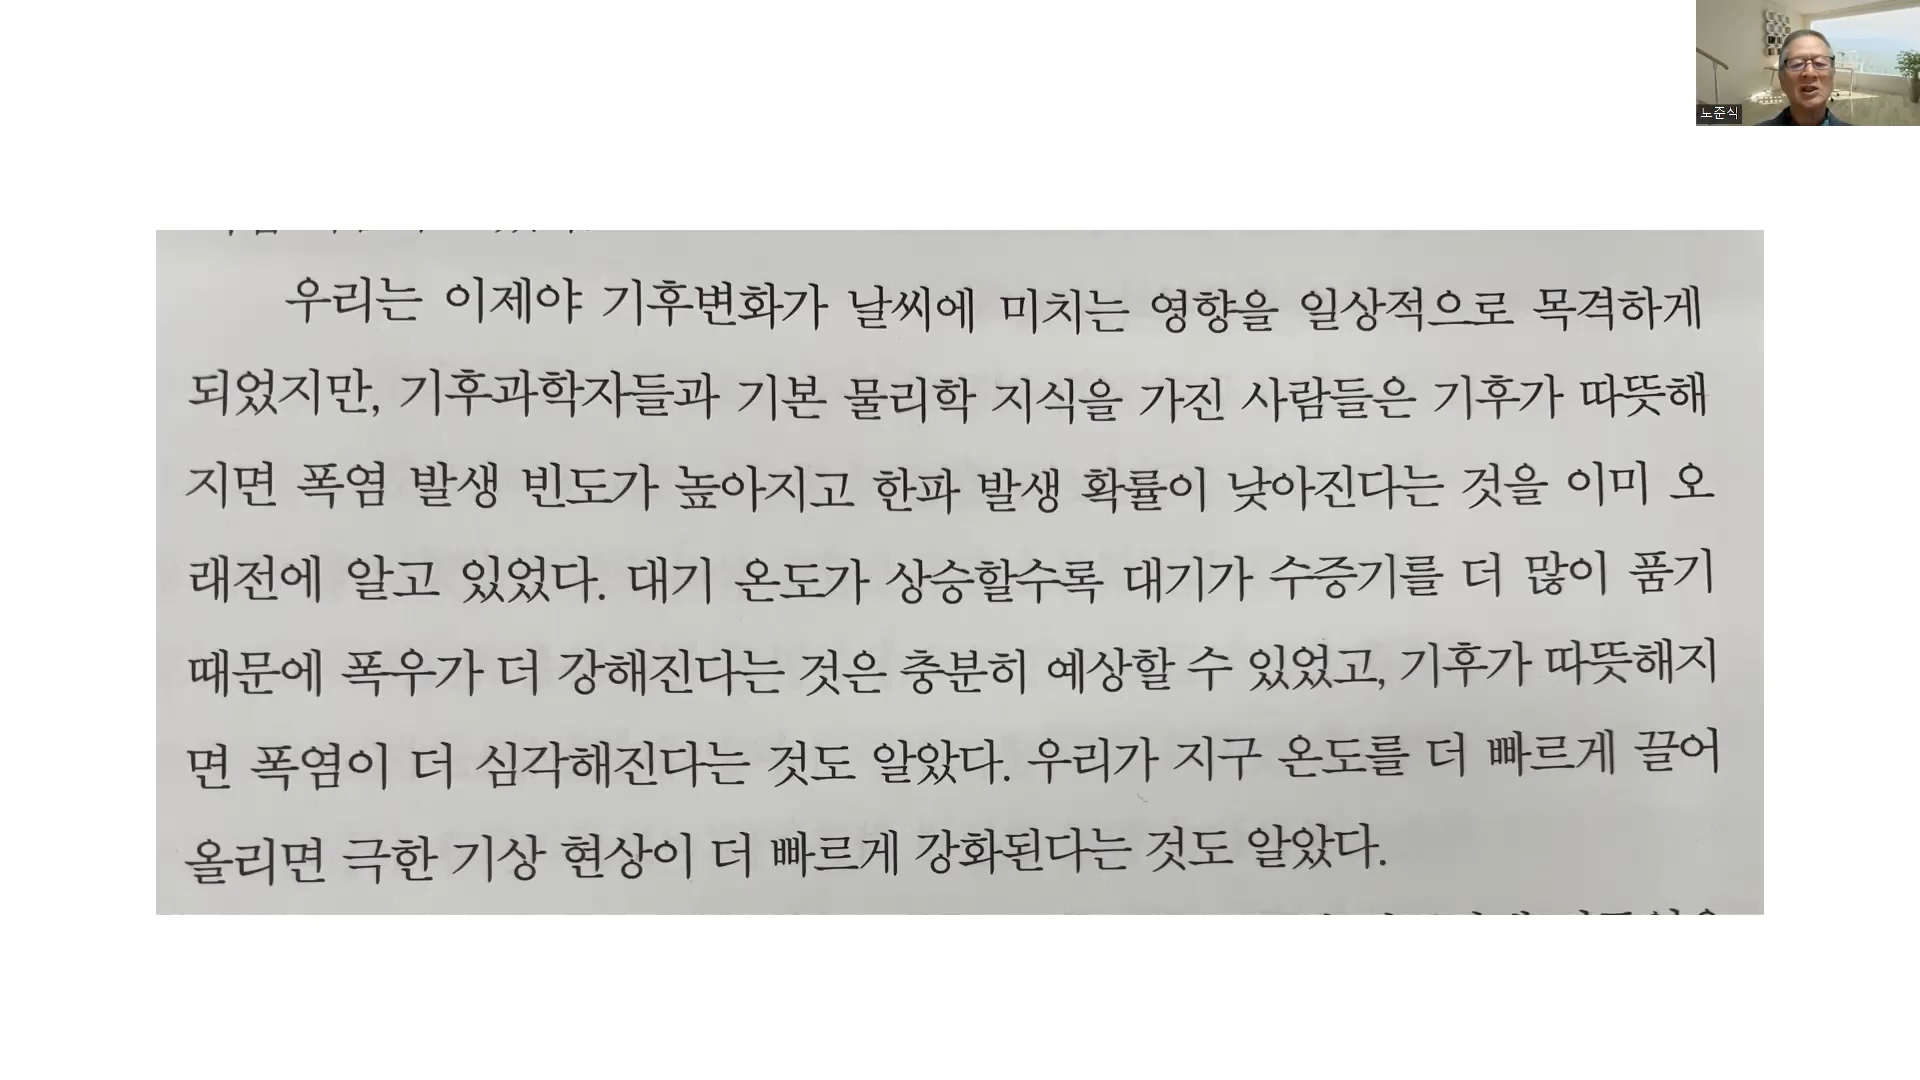 노준식
우리는 이제야 기후변화가 날씨에 미치는 영향을 일상적으로 목격하게
되었지만, 기후과학자들과 기본 물리학 지식을 가진 사람들은 기후가 따뜻해
지면 폭염 발생 빈도가 높아지고 한파 발생 확률이 낮아진다는 것을 이미 오
래전에 알고 있었다. 대기 온도가 상승할수록 대기가 수증기를 더 많이 품기
때문에 폭우가 더 강해진다는 것은 충분히 예상할 수 있었고, 기후가 따뜻해지
면 폭염이 더 심각해진다는 것도 알았다. 우리가 지구 온도를 더 빠르게 끌어
올리면 극한 기상 현상이 더 빠르게 강화된다는 것도 알았다.